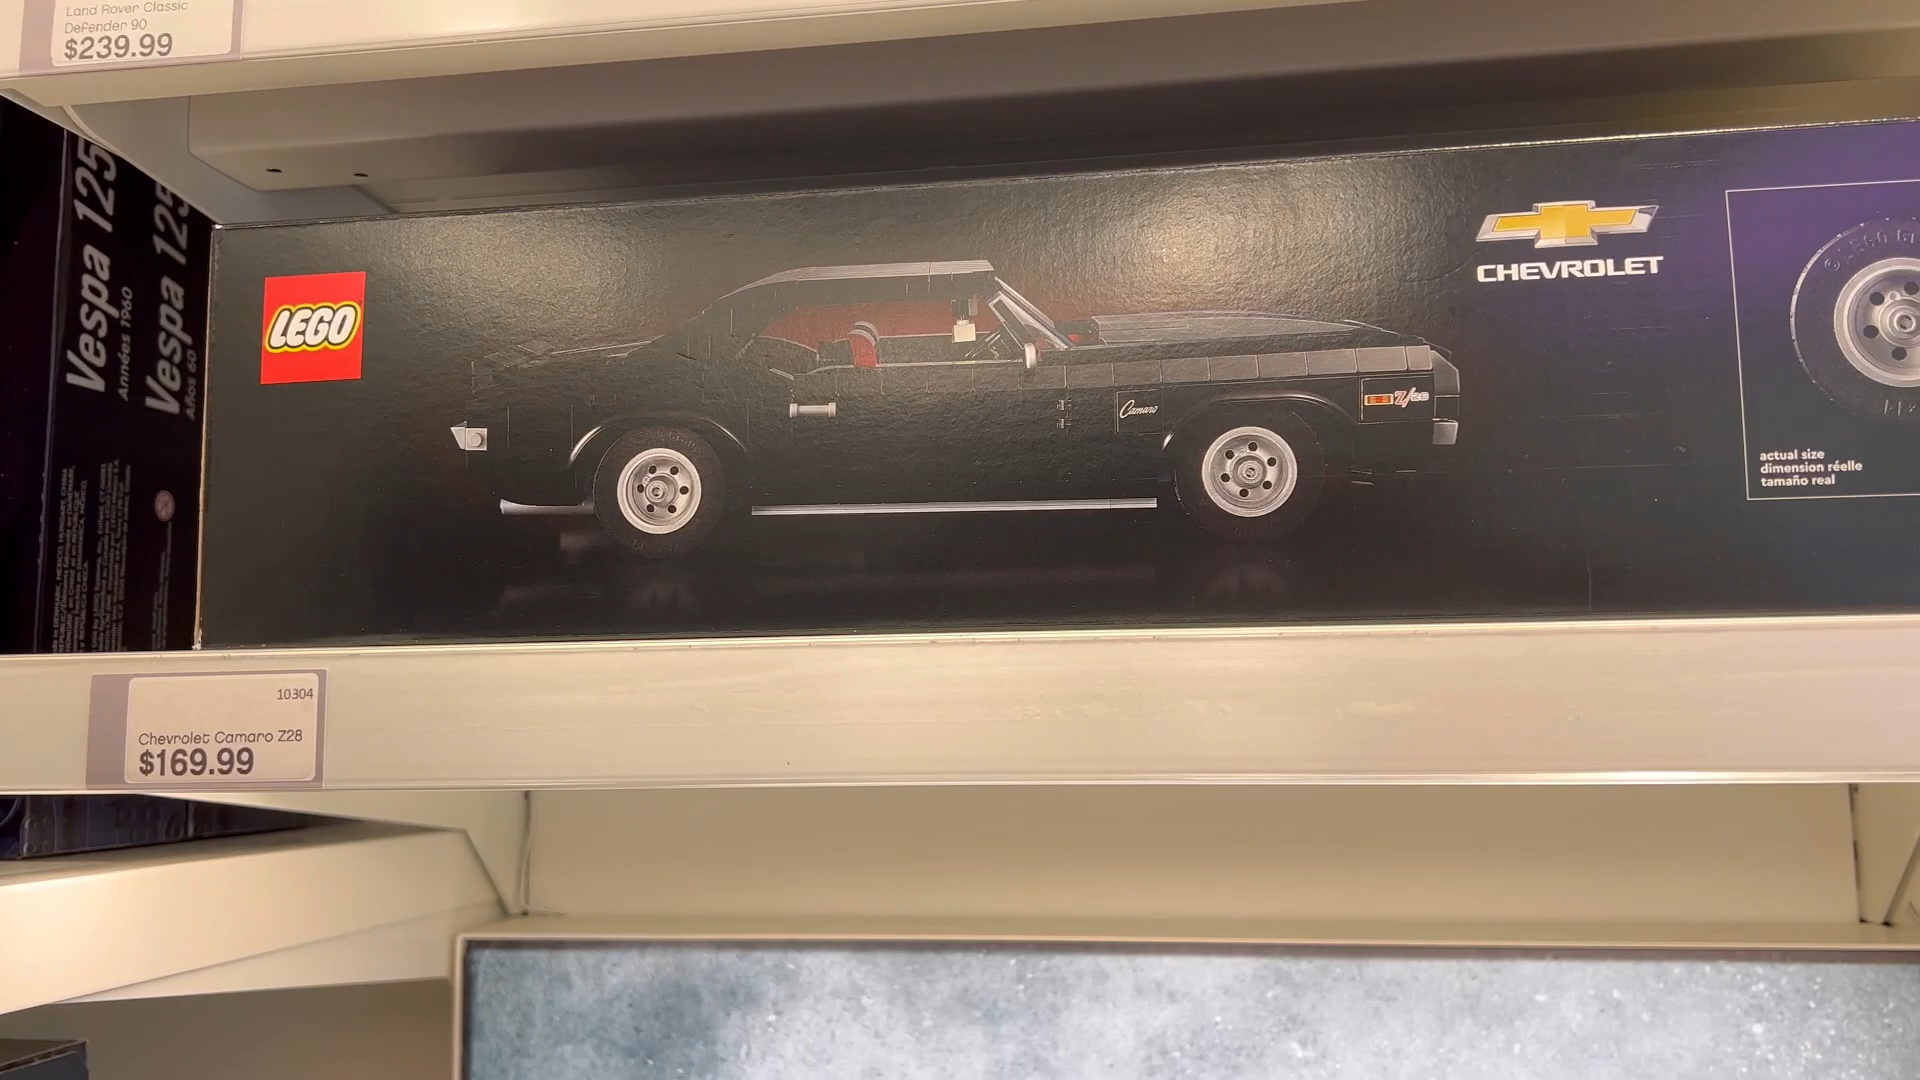 Land Rover Classic
Defender 90
$239.99
Vespa 125
Années 1960
Vespa 125
Años 60
LEGO
CHEVROLET
Camaro
Z/28
actual size
dimension réelle
tamaño real
10304
Chevrolet Camaro Z28
$169.99